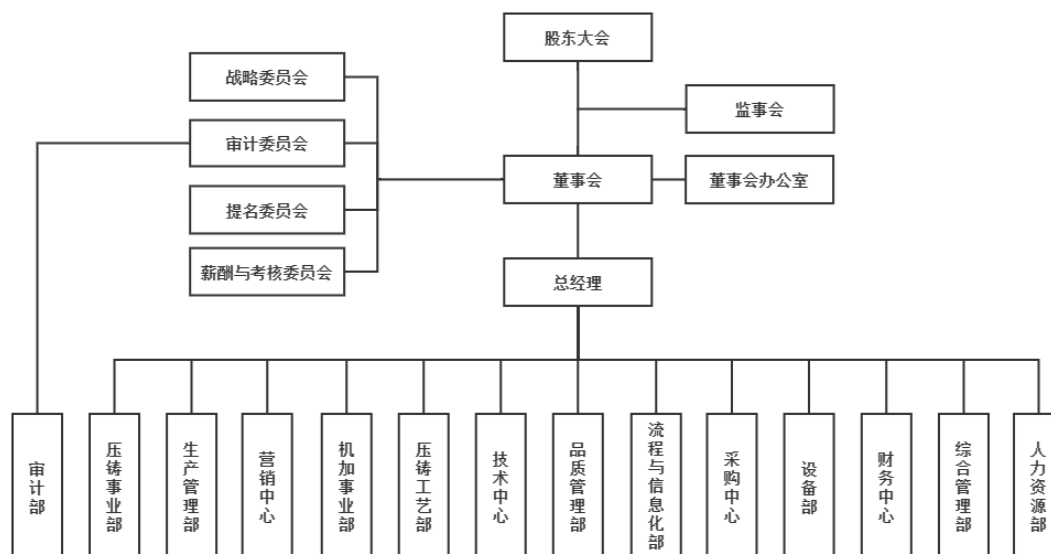 股东大会
战略委员会
监事会
审计委员会
董事会
董事会办公室
提名委员会
薪酬与考核委员会
总经理
审计部
压铸事业部
生产管理部
营销中心
机加事业部
压铸工艺部
技术中心
品质管理部
流程与信息化部
采购中心
设备部
财务中心
综合管理部
人力资源部